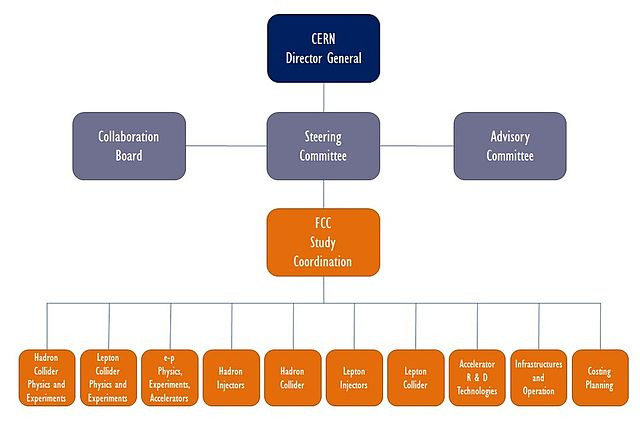 CERN
Director General
Collaboration
Board
Steering
Committee
Advisory
Committee
FCC
Study
Coordination
Hadron
Collider
Physics and
Experiments
Lepton
Collider
Physics and
Experiments
e-p
Physics,
Experiments,
Accelerators
Hadron
Injectors
Hadron
Collider
Lepton
Injectors
Lepton
Collider
Accelerator
R & D
Technologies
Infrastructures
and
Operation
Costing
Planning